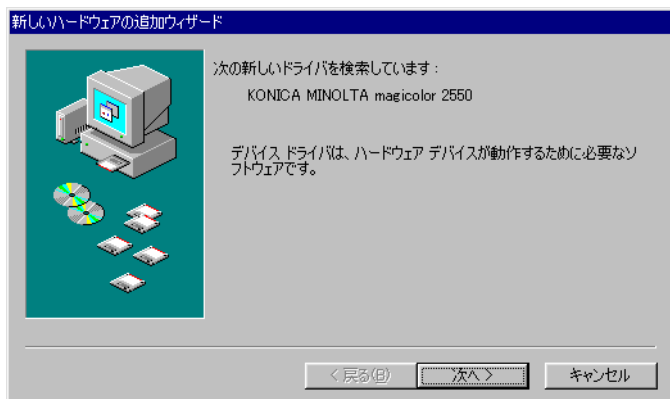 新しいハードウェアの追加ウィザード
次の新しいドライバを検索しています：
KONICA MINOLTA magicolor 2550
デバイス ドライバは、ハードウェア デバイスが動作するために必要なソ
フトウェアです。
< 戻る(B)　次へ >　キャンセル